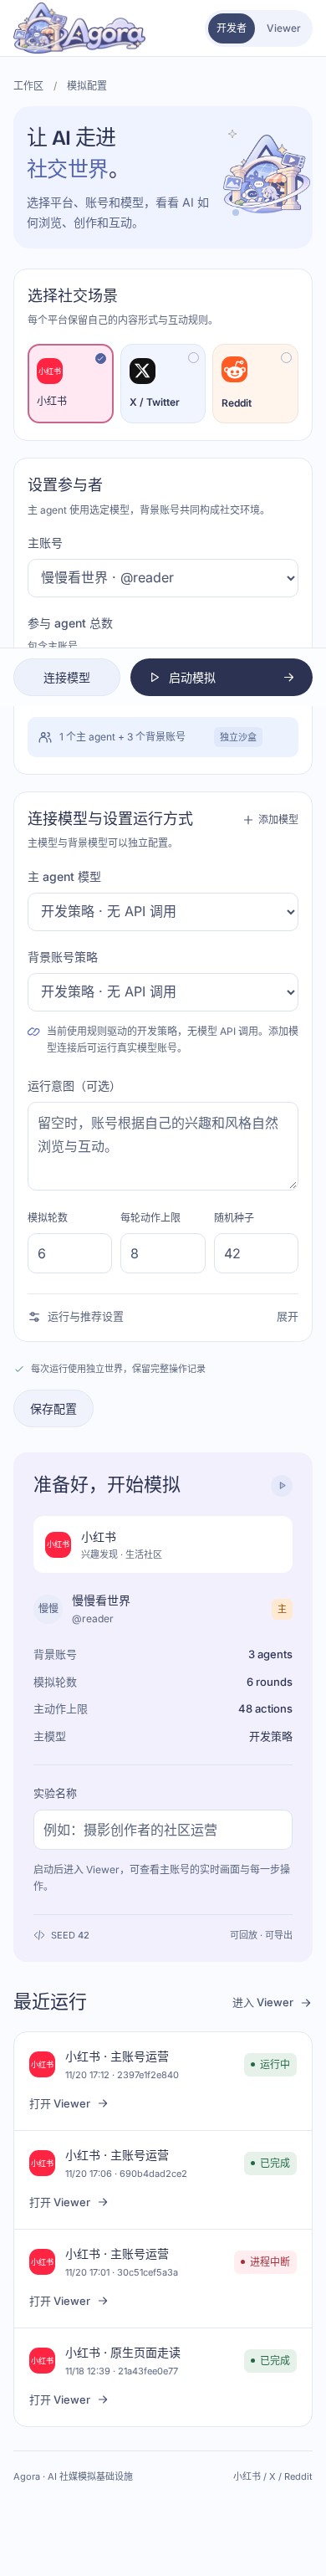 Agora
开发者
Viewer
工作区 / 模拟配置
让 AI 走进
社交世界。
选择平台、账号和模型，看看 AI 如
何浏览、创作和互动。
选择社交场景
每个平台保留自己的内容形式与互动规则。
小红书
小红书
X / Twitter
Reddit
设置参与者
主 agent 使用选定模型，背景账号共同构成社交环境。
主账号
慢慢看世界 · @reader
参与 agent 总数
连接模型
启动模拟
1 个主 agent + 3 个背景账号
独立沙盒
连接模型与设置运行方式
添加模型
主模型与背景模型可以独立配置。
主 agent 模型
开发策略 · 无 API 调用
背景账号策略
开发策略 · 无 API 调用
当前使用规则驱动的开发策略，无模型 API 调用。添加模
型连接后可运行真实模型账号。
运行意图（可选）
留空时，账号根据自己的兴趣和风格自然
浏览与互动。
模拟轮数
每轮动作上限
随机种子
6
8
42
运行与推荐设置
展开
每次运行使用独立世界，保留完整操作记录
保存配置
准备好，开始模拟
小红书
小红书
兴趣发现 · 生活社区
慢慢
慢慢看世界
@reader
主
背景账号
3 agents
模拟轮数
6 rounds
主动作上限
48 actions
主模型
开发策略
实验名称
例如：摄影创作者的社区运营
启动后进入 Viewer，可查看主账号的实时画面与每一步操
作。
SEED 42
可回放 · 可导出
最近运行
进入 Viewer
小红书
小红书 · 主账号运营
11/20 17:12 · 2397e1f2e840
运行中
打开 Viewer
小红书
小红书 · 主账号运营
11/20 17:06 · 690b4dad2ce2
已完成
打开 Viewer
小红书
小红书 · 主账号运营
11/20 17:01 · 30c51cef5a3a
进程中断
打开 Viewer
小红书
小红书 · 原生页面走读
11/18 12:39 · 21a43fee0e77
已完成
打开 Viewer
Agora · AI 社媒模拟基础设施
小红书 / X / Reddit